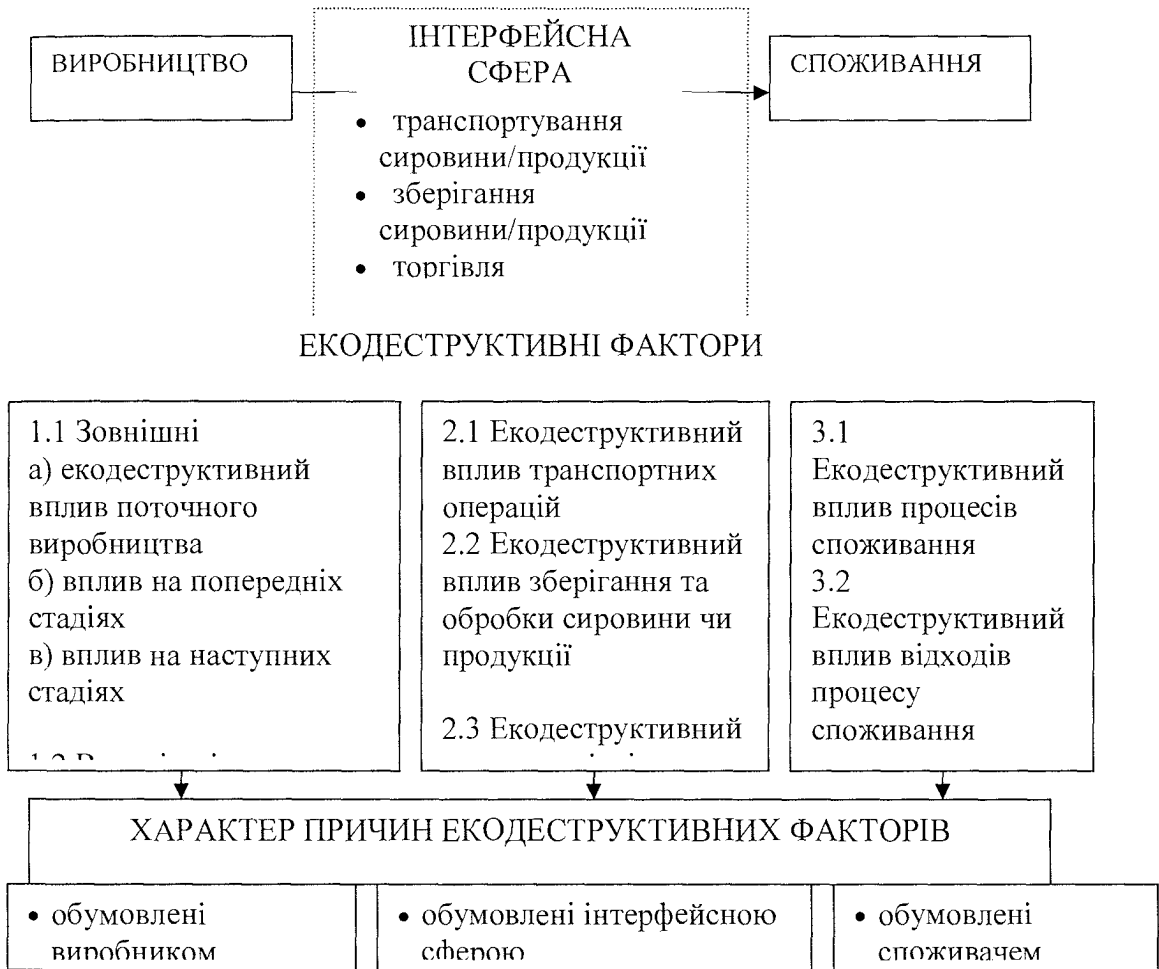 ВИРОБНИЦТВО
ІНТЕРФЕЙСНА
СФЕРА
• транспортування
сировини/продукції
• зберігання
сировини/продукції
• торгівля
СПОЖИВАННЯ
ЕКОДЕСТРУКТИВНІ ФАКТОРИ
1.1 Зовнішні
а) екодеструктивний
вплив поточного
виробництва
б) вплив на попередніх
стадіях
в) вплив на наступних
стадіях
2.1 Екодеструктивний
вплив транспортних
операцій
2.2 Екодеструктивний
вплив зберігання та
обробки сировини чи
продукції
2.3 Екодеструктивний
3.1
Екодеструктивний
вплив процесів
споживання
3.2
Екодеструктивний
вплив відходів
процесу
споживання
ХАРАКТЕР ПРИЧИН ЕКОДЕСТРУКТИВНИХ ФАКТОРІВ
• обумовлені
виробником
• обумовлені інтерфейсною
сферою
• обумовлені
споживачем